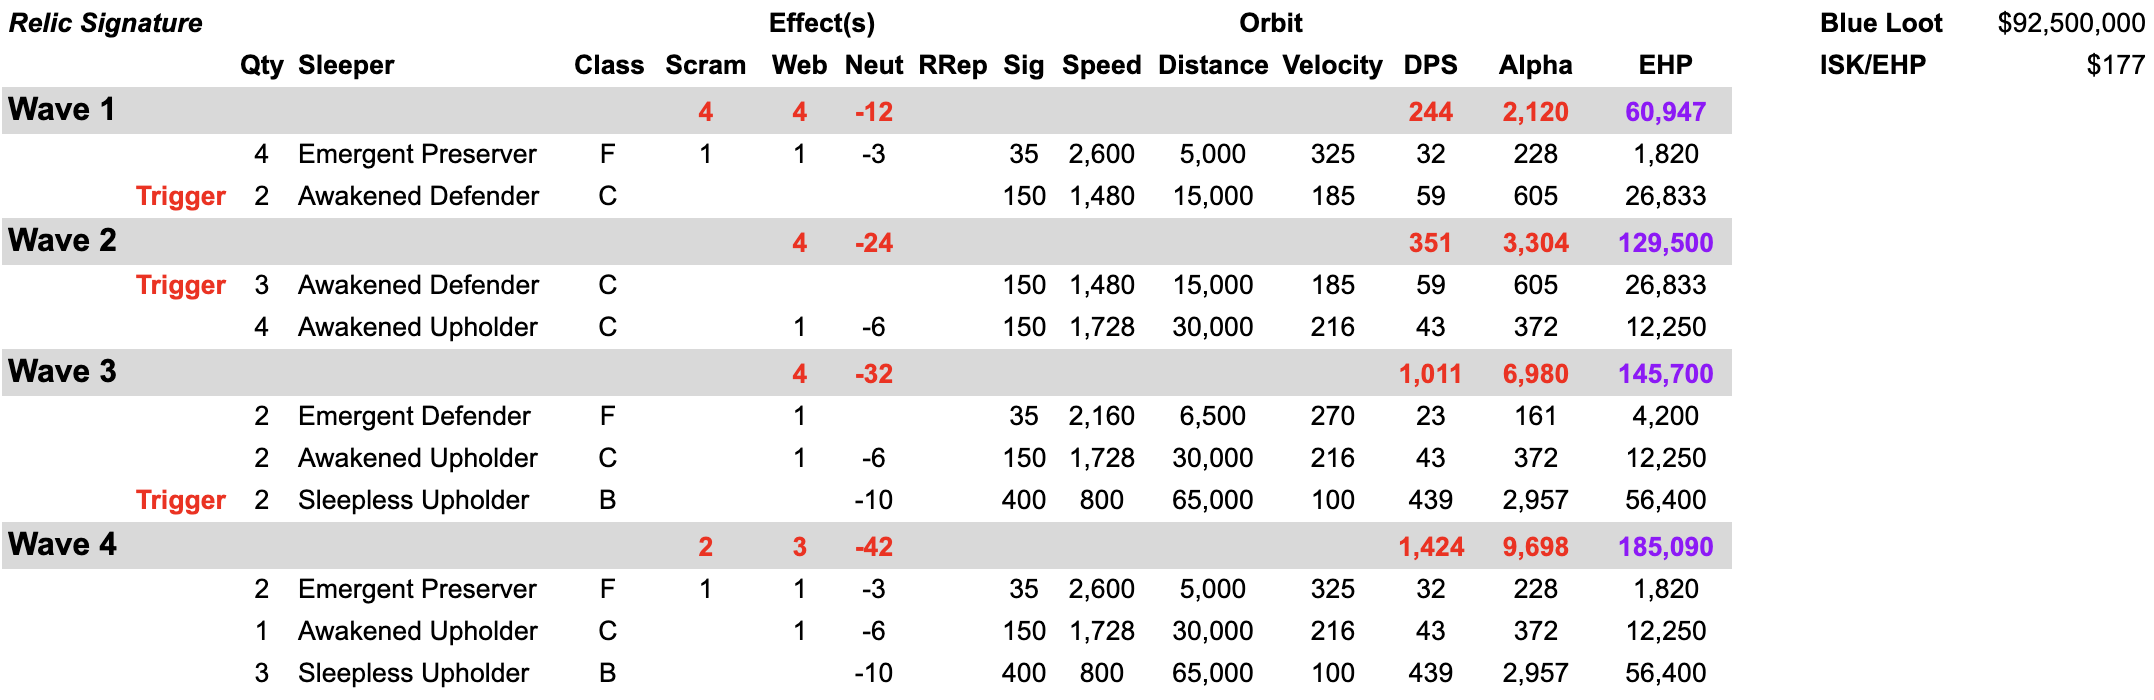 Relic Signature Effect(s) Orbit Blue Loot $92,500,000
Qty Sleeper Class Scram Web Neut RRep Sig Speed Distance Velocity DPS Alpha EHP ISK/EHP $177
Wave 1 4 4 -12 244 2,120 60,947
4 Emergent Preserver F 1 1 -3 35 2,600 5,000 325 32 228 1,820
Trigger 2 Awakened Defender C 150 1,480 15,000 185 59 605 26,833
Wave 2 4 -24 351 3,304 129,500
Trigger 3 Awakened Defender C 150 1,480 15,000 185 59 605 26,833
4 Awakened Upholder C 1 -6 150 1,728 30,000 216 43 372 12,250
Wave 3 4 -32 1,011 6,980 145,700
2 Emergent Defender F 1 35 2,160 6,500 270 23 161 4,200
2 Awakened Upholder C 1 -6 150 1,728 30,000 216 43 372 12,250
Trigger 2 Sleepless Upholder B -10 400 800 65,000 100 439 2,957 56,400
Wave 4 2 3 -42 1,424 9,698 185,090
2 Emergent Preserver F 1 1 -3 35 2,600 5,000 325 32 228 1,820
1 Awakened Upholder C 1 -6 150 1,728 30,000 216 43 372 12,250
3 Sleepless Upholder B -10 400 800 65,000 100 439 2,957 56,400